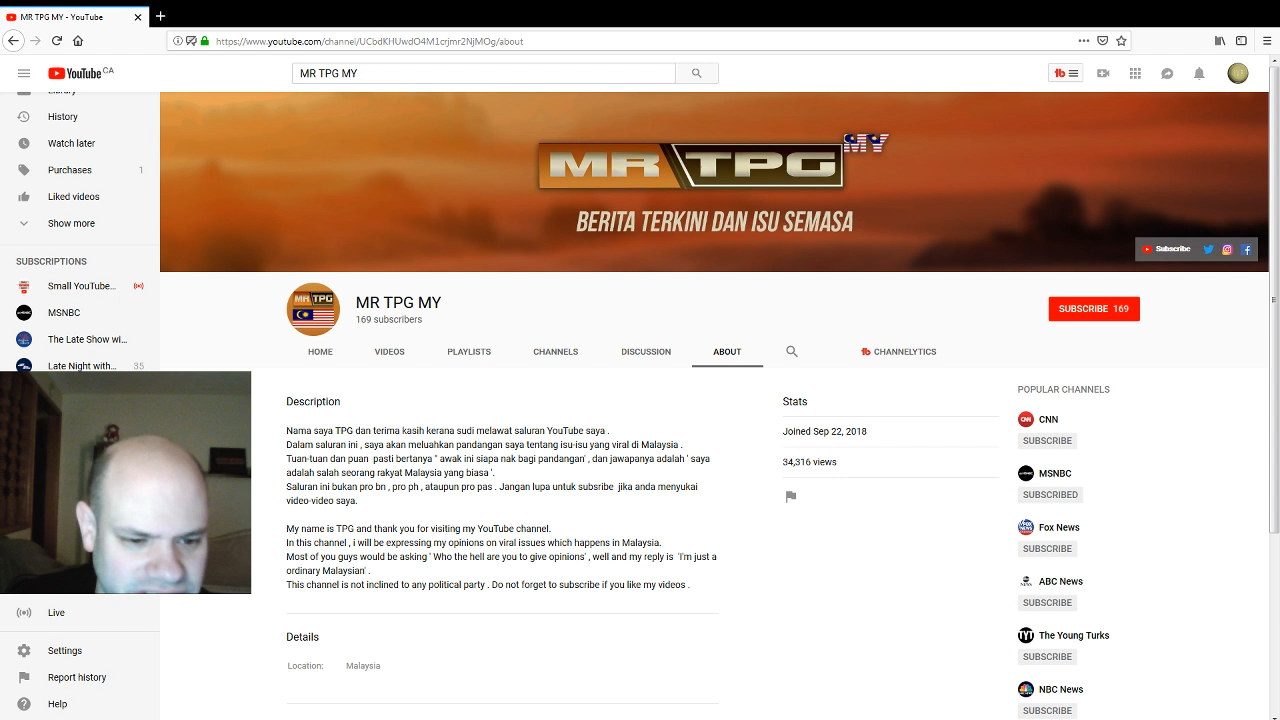 MR TPG MY - YouTube
https://www.youtube.com/channel/UCbdKHUwdO4M1crjmr2NjMOg/about
YouTube CA
MR TPG MY
Library
History
Watch later
Purchases 1
Liked videos
Show more
SUBSCRIPTIONS
Small YouTube...
MSNBC
The Late Show wi...
Late Night with... 35
Live
Settings
Report history
Help
MR TPG MY
BERITA TERKINI DAN ISU SEMASA
Subscribe
MR TPG
MR TPG MY
169 subscribers
SUBSCRIBE 169
HOME VIDEOS PLAYLISTS CHANNELS DISCUSSION ABOUT CHANNELYTICS
Description
Nama saya TPG dan terima kasih kerana sudi melawat saluran YouTube saya .
Dalam saluran ini , saya akan meluahkan pandangan saya tentang isu-isu yang viral di Malaysia .
Tuan-tuan dan puan pasti bertanya " awak ini siapa nak bagi pandangan' , dan jawapanya adalah ' saya
adalah salah seorang rakyat Malaysia yang biasa '.
Saluran ini bukan pro bn , pro ph , ataupun pro pas . Jangan lupa untuk subsribe jika anda menyukai
video-video saya.
My name is TPG and thank you for visiting my YouTube channel.
In this channel , i will be expressing my opinions on viral issues which happens in Malaysia.
Most of you guys would be asking ' Who the hell are you to give opinions' , well and my reply is 'I'm just a
ordinary Malaysian' .
This channel is not inclined to any political party . Do not forget to subscribe if you like my videos .
Details
Location: Malaysia
Stats
Joined Sep 22, 2018
34,316 views
POPULAR CHANNELS
CNN
SUBSCRIBE
MSNBC
SUBSCRIBED
Fox News
SUBSCRIBE
ABC News
SUBSCRIBE
The Young Turks
SUBSCRIBE
NBC News
SUBSCRIBE